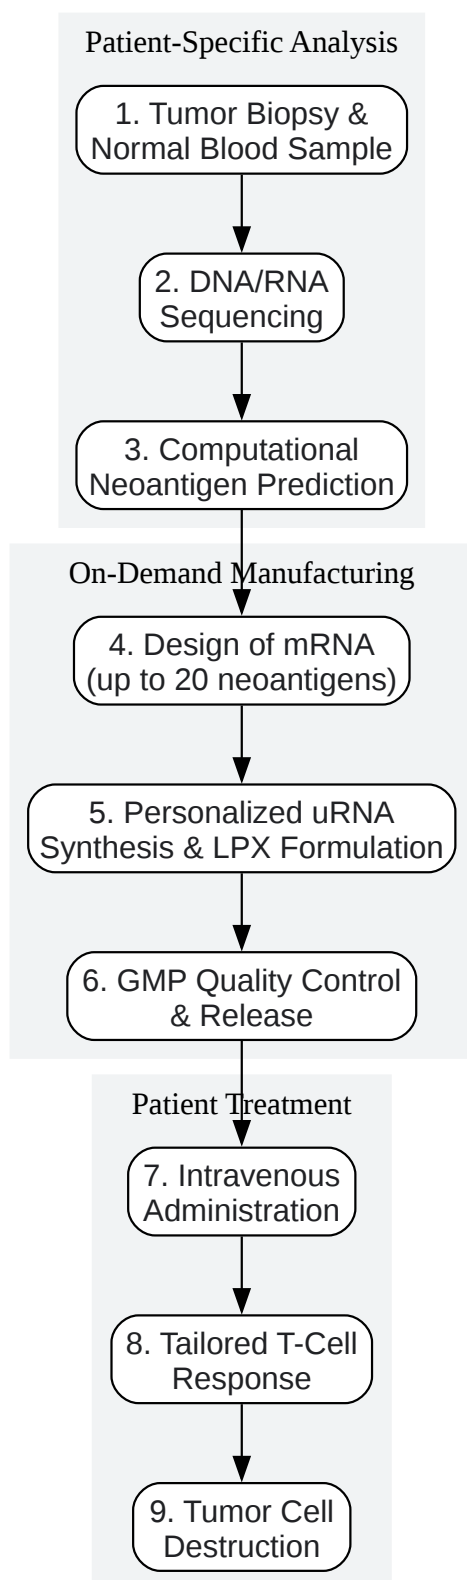 Patient-Specific Analysis
1. Tumor Biopsy &
Normal Blood Sample
2. DNA/RNA
Sequencing
3. Computational
Neoantigen Prediction
On-Demand Manufacturing
4. Design of mRNA
(up to 20 neoantigens)
5. Personalized uRNA
Synthesis & LPX Formulation
6. GMP Quality Control
& Release
Patient Treatment
7. Intravenous
Administration
8. Tailored T-Cell
Response
9. Tumor Cell
Destruction